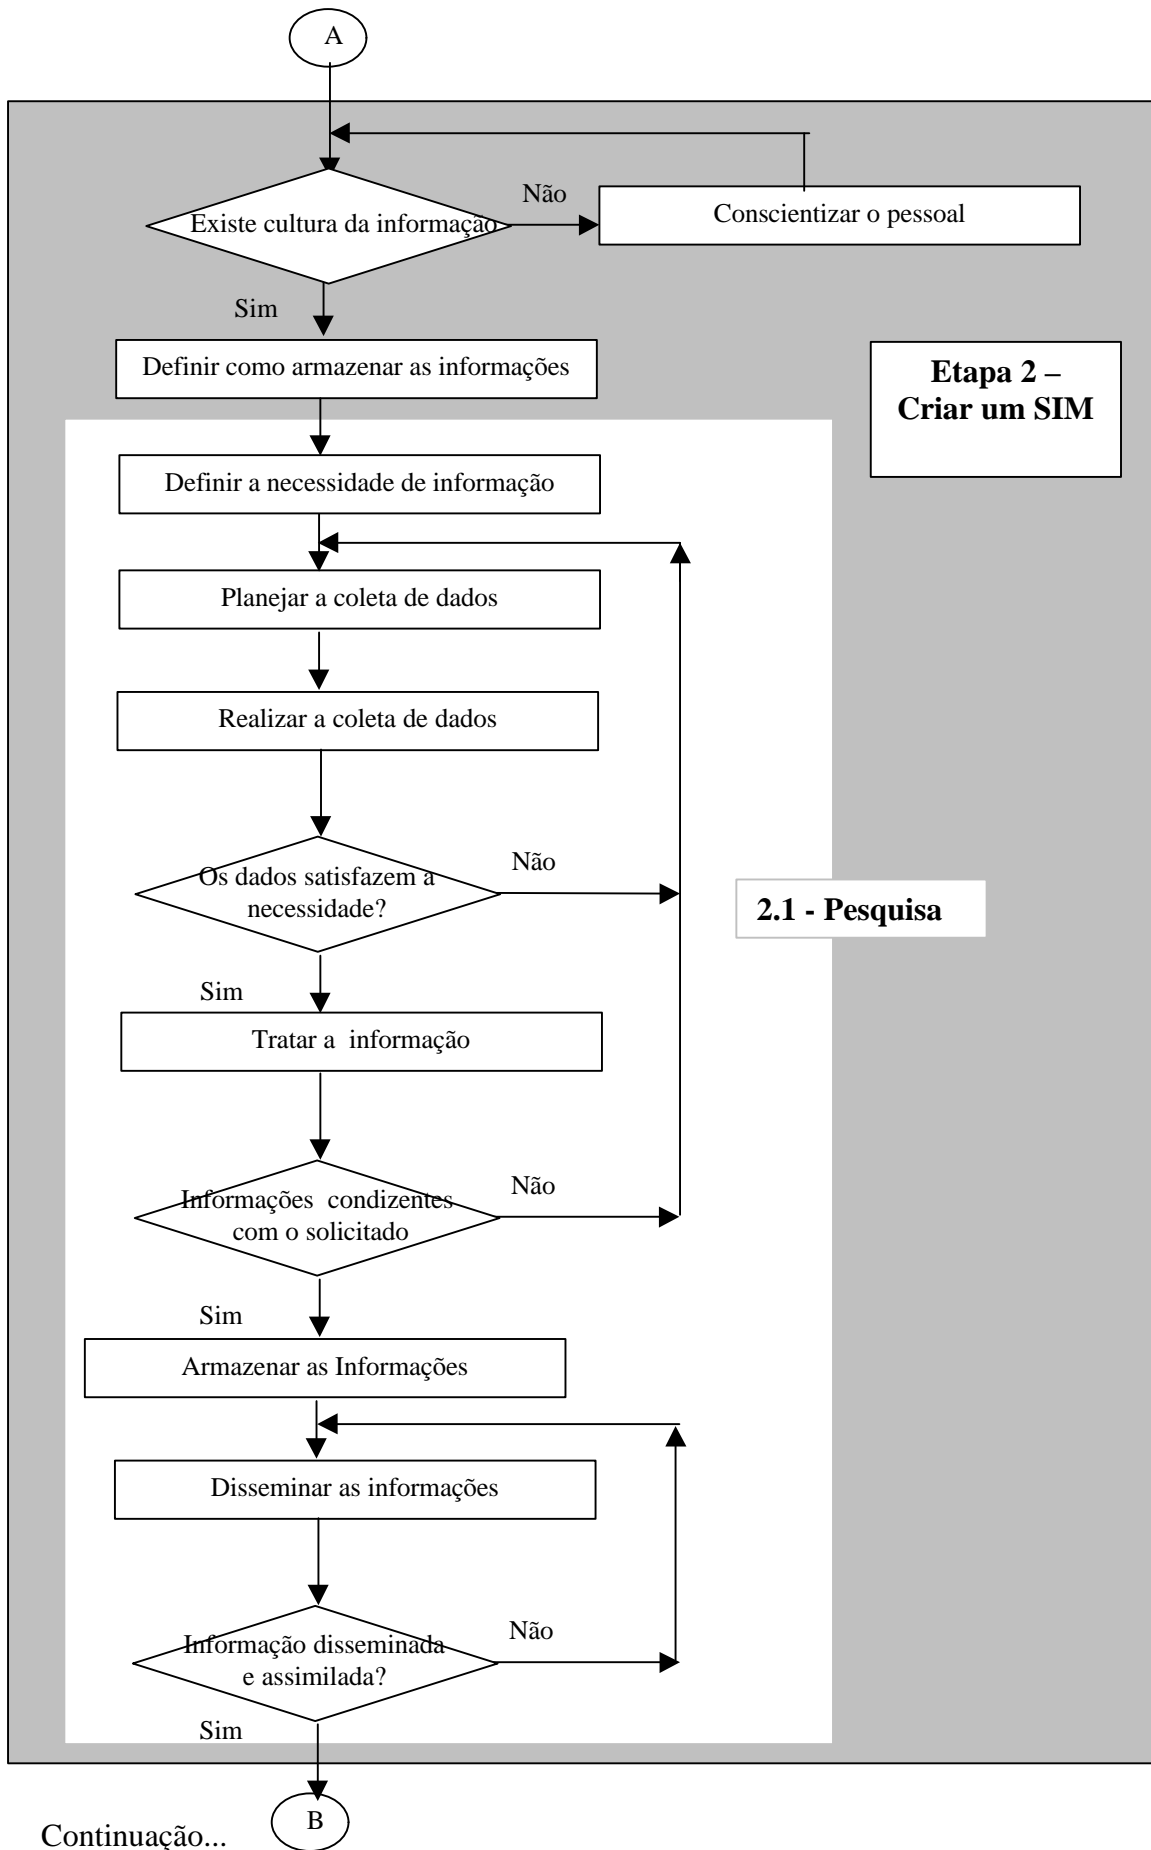 A
Não
Existe cultura da informação
Conscientizar o pessoal
Sim
Definir como armazenar as informações
Etapa 2 –
Criar um SIM
Definir a necessidade de informação
Planejar a coleta de dados
Realizar a coleta de dados
Os dados satisfazem a
necessidade?
Não
2.1 - Pesquisa
Sim
Tratar a informação
Informações condizentes
com o solicitado
Não
Sim
Armazenar as Informações
Disseminar as informações
Informação disseminada
e assimilada?
Não
Sim
B
Continuação...